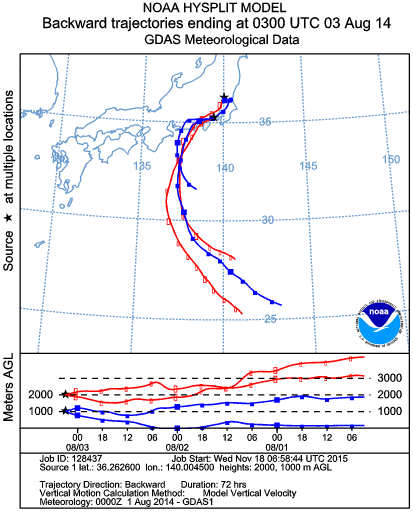 NOAA HYSPLIT MODEL
Backward trajectories ending at 0300 UTC 03 Aug 14
GDAS Meteorological Data
Source ★ at multiple locations
35
135
140
145
150
30
25
noaa
Meters AGL
3000
2000 2000
1000 1000
00 18 12 06 00 18 12 06 00 18 12 06
08/03 08/02 08/01
Job ID: 128437 Job Start: Wed Nov 18 06:58:44 UTC 2015
Source 1 lat.: 36.262600 lon.: 140.004500 heights: 2000, 1000 m AGL
Trajectory Direction: Backward Duration: 72 hrs
Vertical Motion Calculation Method: Model Vertical Velocity
Meteorology: 0000Z 1 Aug 2014 - GDAS1